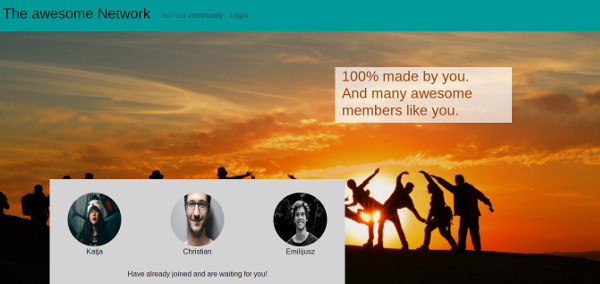 The awesome Network Join our community Login
100% made by you.
And many awesome
members like you.
Katja Christian Emilijusz
Have already joined and are waiting for you!